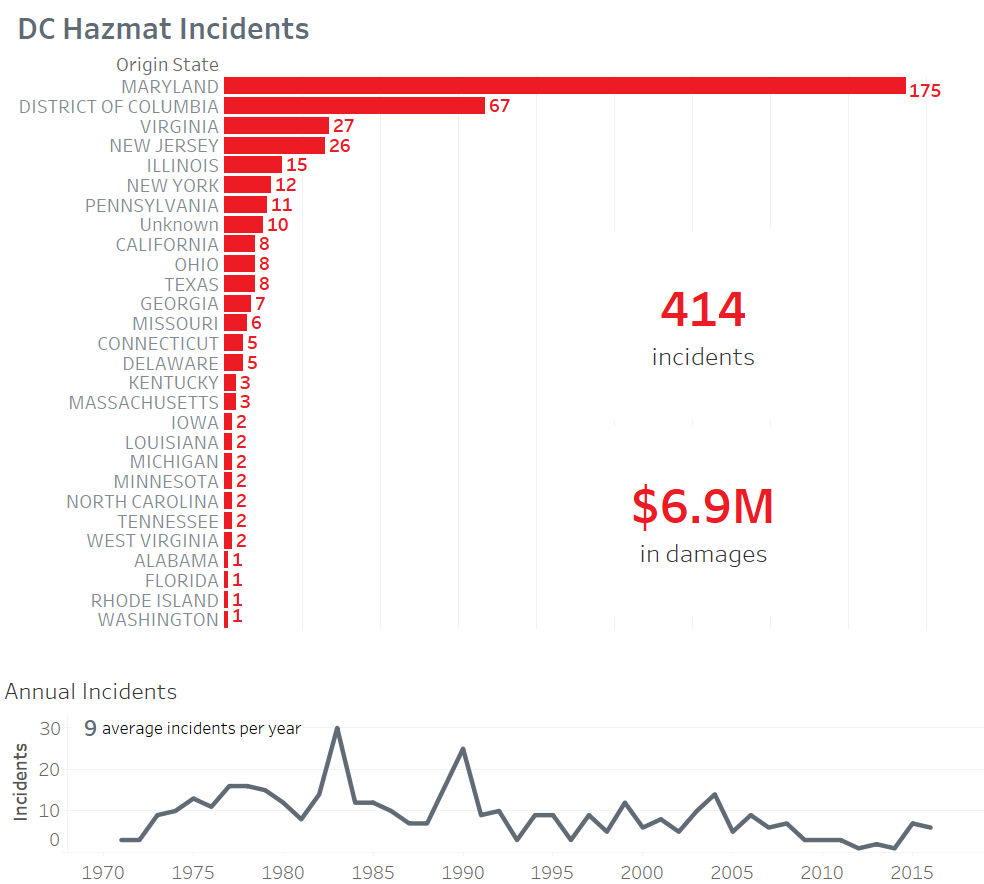 DC Hazmat Incidents
Origin State
MARYLAND 175
DISTRICT OF COLUMBIA 67
VIRGINIA 27
NEW JERSEY 26
ILLINOIS 15
NEW YORK 12
PENNSYLVANIA 11
Unknown 10
CALIFORNIA 8
OHIO 8
TEXAS 8
GEORGIA 7
MISSOURI 6
CONNECTICUT 5
DELAWARE 5
KENTUCKY 3
MASSACHUSETTS 3
IOWA 2
LOUISIANA 2
MICHIGAN 2
MINNESOTA 2
NORTH CAROLINA 2
TENNESSEE 2
WEST VIRGINIA 2
ALABAMA 1
FLORIDA 1
RHODE ISLAND 1
WASHINGTON 1
414
incidents
$6.9M
in damages
Annual Incidents
9 average incidents per year
Incidents
30
20
10
0
1970 1975 1980 1985 1990 1995 2000 2005 2010 2015